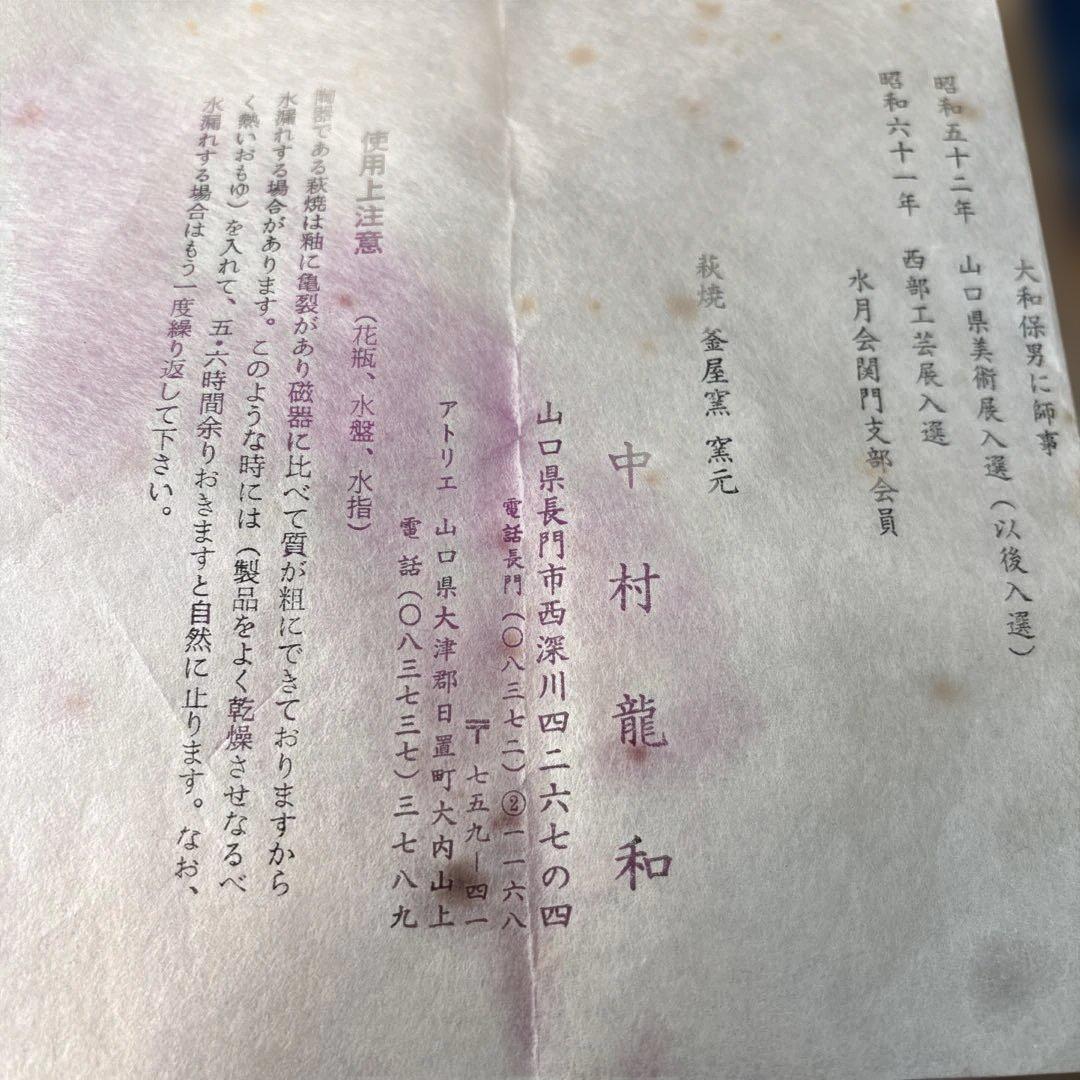 大和保男に師事
昭和五十二年 山口県美術展入選（以後入選）
昭和六十一年 西部工芸展入選
水月会関門支部会員
萩焼 釜屋窯 窯元
中村龍和
山口県長門市西深川四二六七の四
電話長門（〇八三七二）②一一六八
〒 七五九―四一
アトリエ 山口県大津郡日置町大内山上
電話（〇八三七三七）三七八九
使用上注意（花瓶、水盤、水指）
陶器である萩焼は釉に亀裂があり磁器に比べて質が粗にできておりますから
水漏れする場合があります。このような時には（製品をよく乾燥させなるべ
く熱いおもゆ）を入れて、五・六時間余りおきますと自然に止ります。なお、
水漏れする場合はもう一度繰り返して下さい。